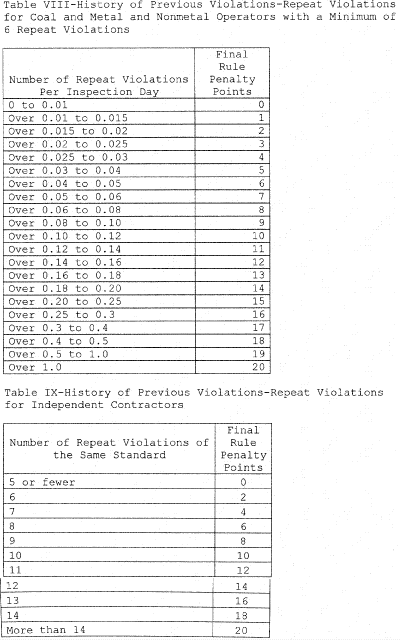 Table VIII-History of Previous Violations-Repeat Violations
for Coal and Metal and Nonmetal Operators with a Minimum of
6 Repeat Violations
Final
Rule
Number of Repeat Violations Penalty
Per Inspection Day Points
0 to 0.01 0
Over 0.01 to 0.015 1
Over 0.015 to 0.02 2
Over 0.02 to 0.025 3
Over 0.025 to 0.03 4
Over 0.03 to 0.04 5
Over 0.04 to 0.05 6
Over 0.05 to 0.06 7
Over 0.06 to 0.08 8
Over 0.08 to 0.10 9
Over 0.10 to 0.12 10
Over 0.12 to 0.14 11
Over 0.14 to 0.16 12
Over 0.16 to 0.18 13
Over 0.18 to 0.20 14
Over 0.20 to 0.25 15
Over 0.25 to 0.3 16
Over 0.3 to 0.4 17
Over 0.4 to 0.5 18
Over 0.5 to 1.0 19
Over 1.0 20
Table IX-History of Previous Violations-Repeat Violations
for Independent Contractors
Final
Number of Repeat Violations of Rule
the Same Standard Penalty
Points
5 or fewer 0
6 2
7 4
8 6
9 8
10 10
11 12
12 14
13 16
14 18
More than 14 20